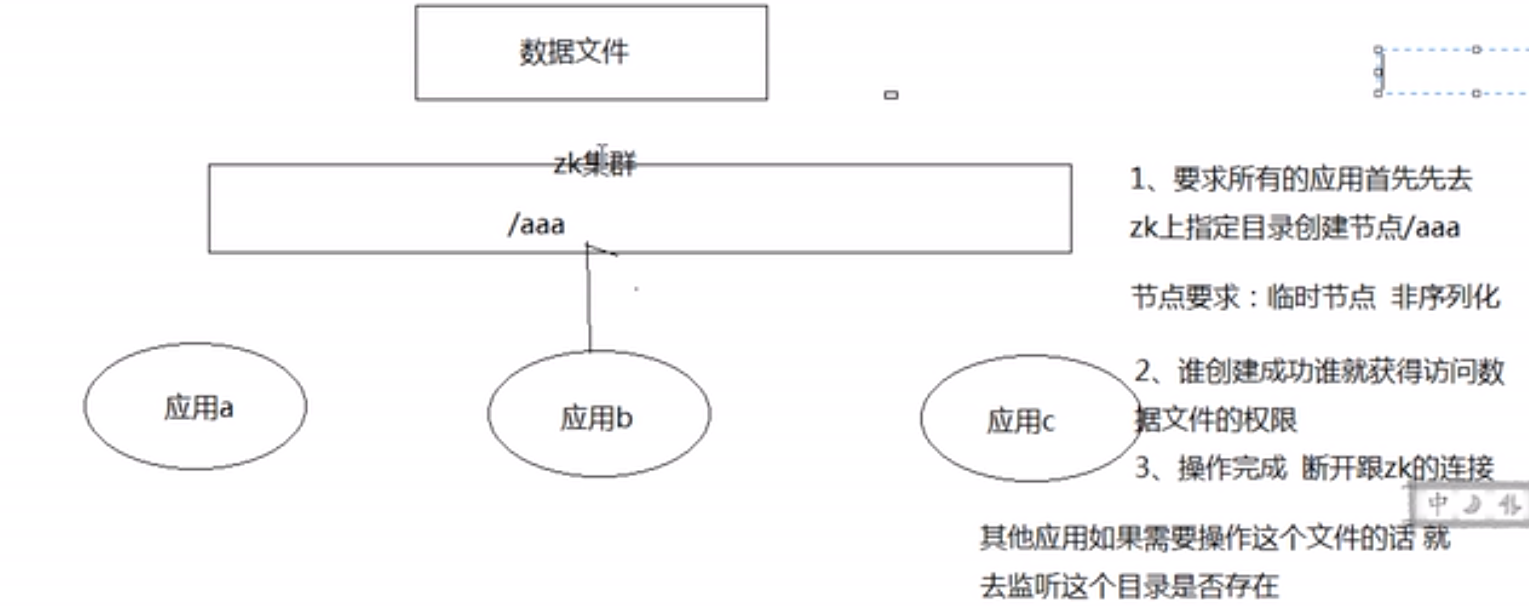 数据文件
zk集群
/aaa
应用a
应用b
应用c
1、要求所有的应用首先先去
zk上指定目录创建节点/aaa
节点要求：临时节点 非序列化
2、谁创建成功谁就获得访问数
据文件的权限
3、操作完成 断开跟zk的连接
中
其他应用如果需要操作这个文件的话 就
去监听这个目录是否存在